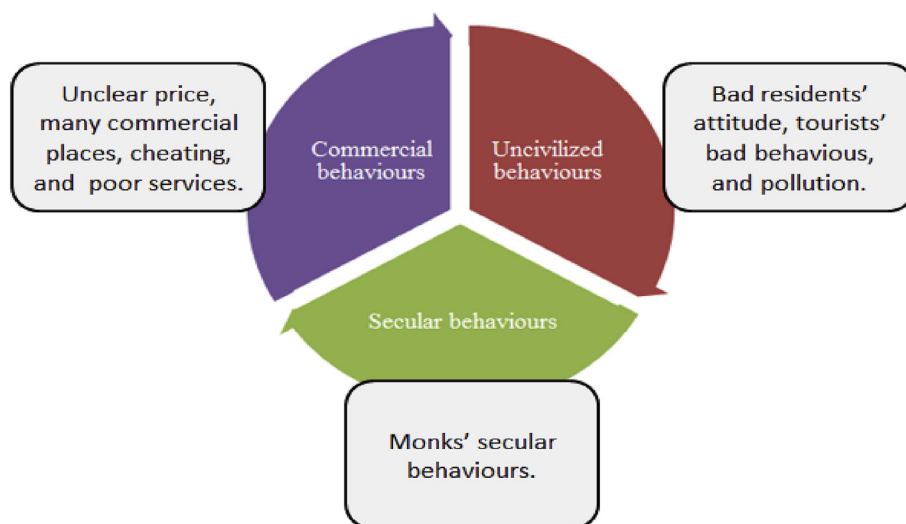 Unclear price,
many commercial
places, cheating,
and poor services.
Commercial
behaviours
Uncivilized
behaviours
Bad residents’
attitude, tourists’
bad behavious,
and pollution.
Secular behaviours
Monks’ secular
behaviours.